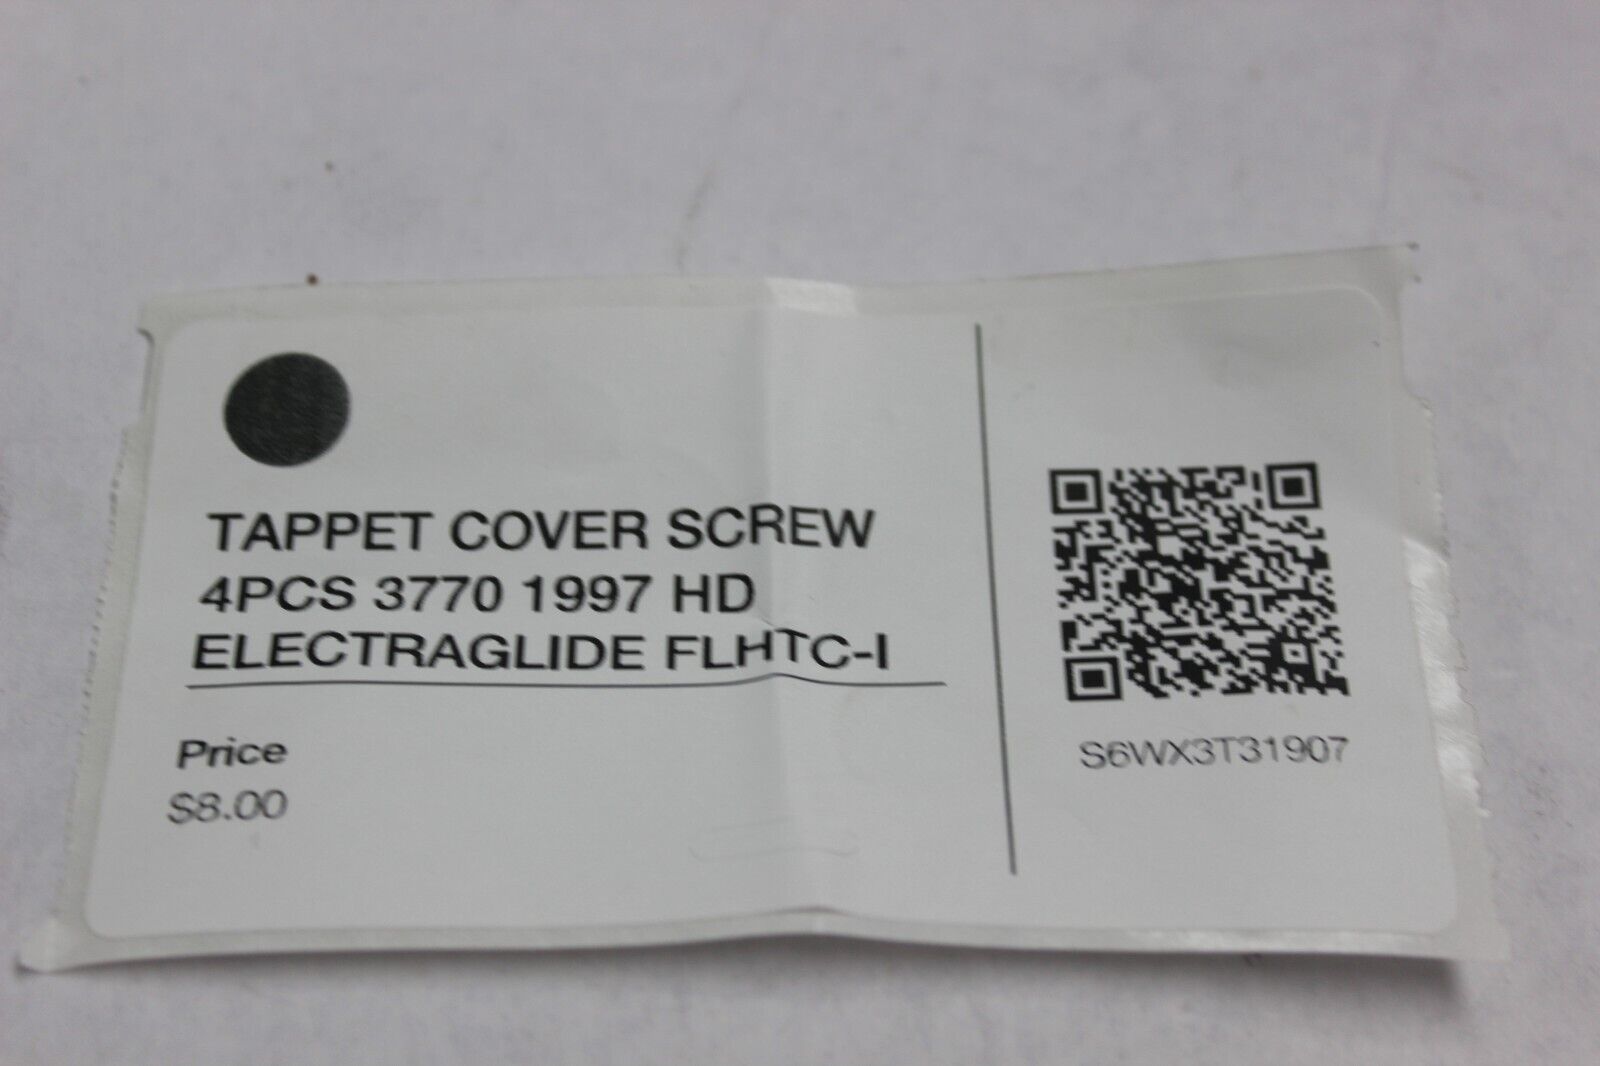 TAPPET COVER SCREW
4PCS 3770 1997 HD
ELECTRAGLIDE FLHTC-I
Price
$8.00
S6WX3T31907